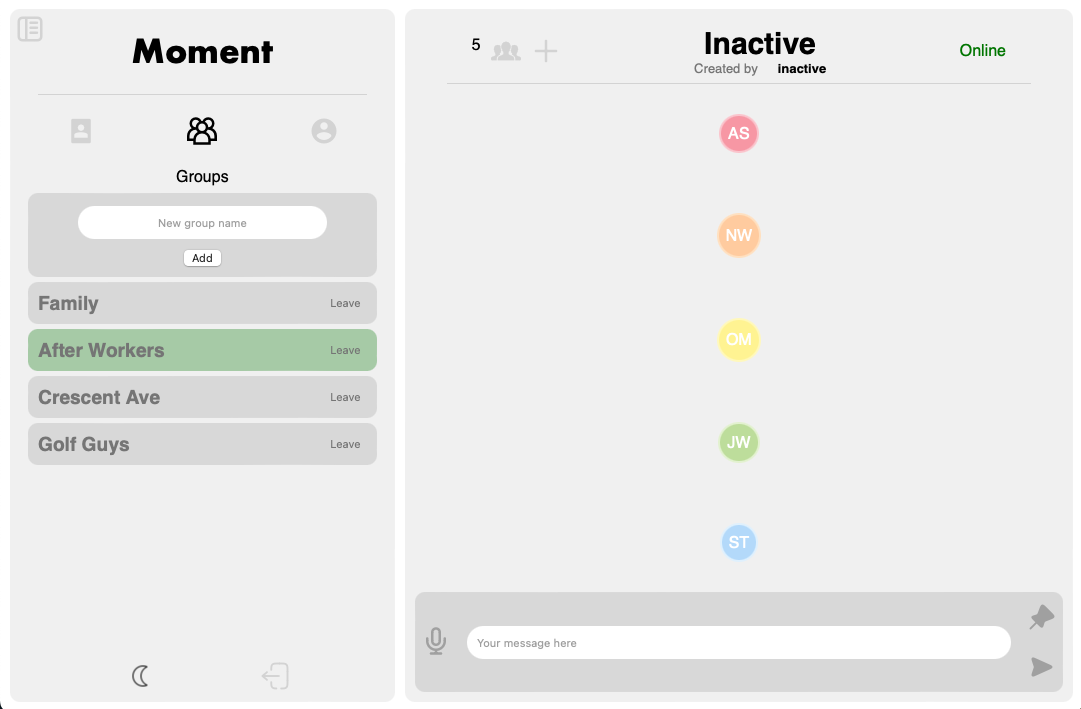 Moment
Groups
New group name
Add
Family Leave
After Workers Leave
Crescent Ave Leave
Golf Guys Leave
5 Inactive Online
Created by inactive
AS
NW
OM
JW
ST
Your message here